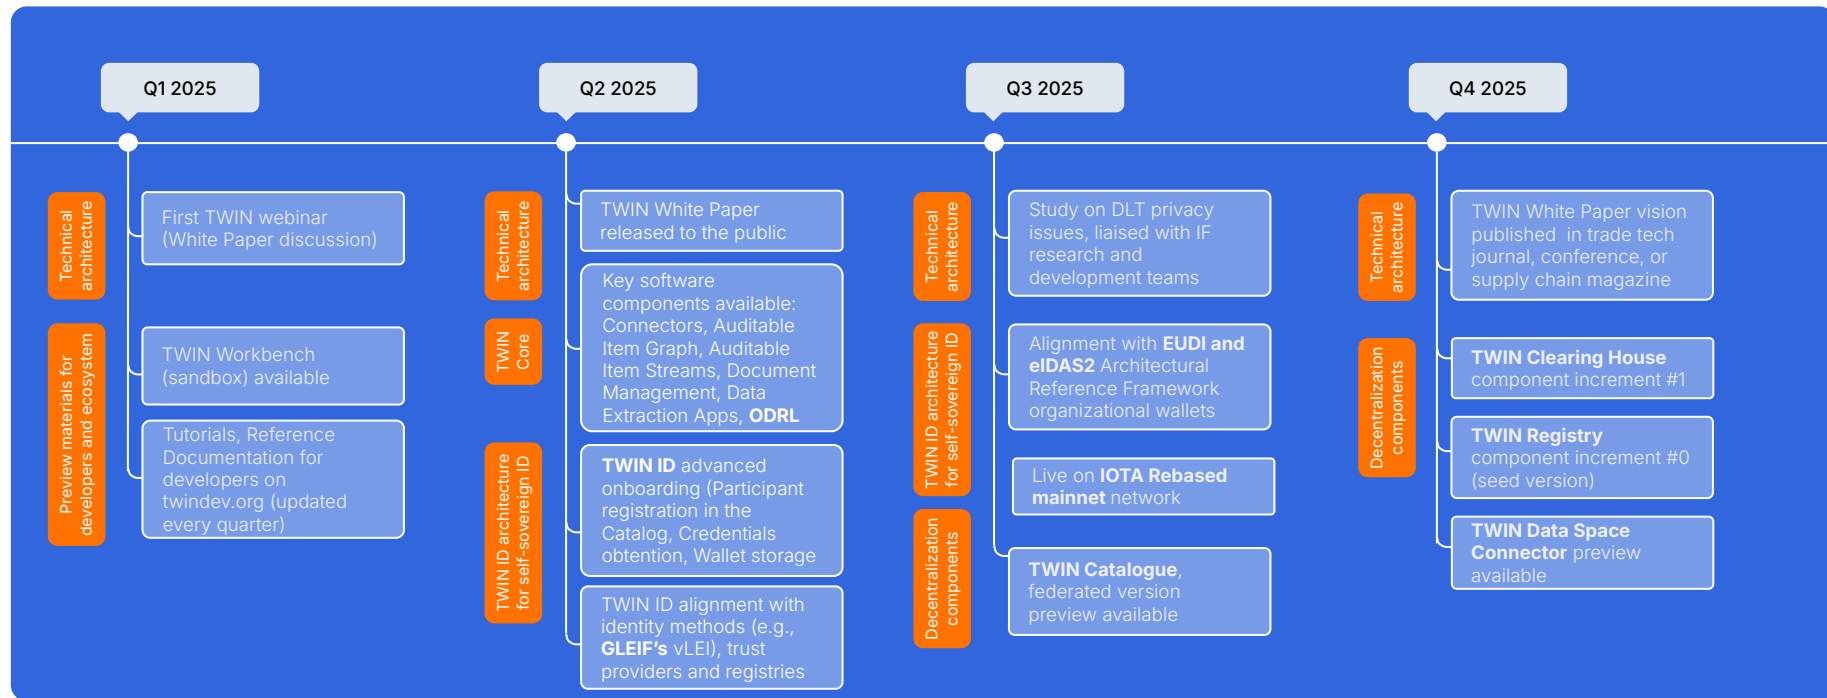 Q1 2025
Technical
architecture
First TWIN webinar
(White Paper discussion)
Preview materials for
developers and ecosystem
TWIN Workbench
(sandbox) available
Tutorials, Reference
Documentation for
developers on
twindev.org (updated
every quarter)
Q2 2025
Technical
architecture
TWIN White Paper
released to the public
TWIN
Core
Key software
components available:
Connectors, Auditable
Item Graph, Auditable
Item Streams, Document
Management, Data
Extraction Apps, ODRL
TWIN ID architecture
for self-sovereign ID
TWIN ID advanced
onboarding (Participant
registration in the
Catalog, Credentials
obtention, Wallet storage
TWIN ID alignment with
identity methods (e.g.,
GLEIF’s vLEI), trust
providers and registries
Q3 2025
Technical
architecture
Study on DLT privacy
issues, liaised with IF
research and
development teams
TWIN ID architecture
for self-sovereign ID
Alignment with EUDI and
eIDAS2 Architectural
Reference Framework
organizational wallets
Live on IOTA Rebased
mainnet network
Decentralization
components
TWIN Catalogue,
federated version
preview available
Q4 2025
Technical
architecture
TWIN White Paper vision
published  in trade tech
journal, conference, or
supply chain magazine
Decentralization
components
TWIN Clearing House
component increment #1
TWIN Registry
component increment #0
(seed version)
TWIN Data Space
Connector preview
available